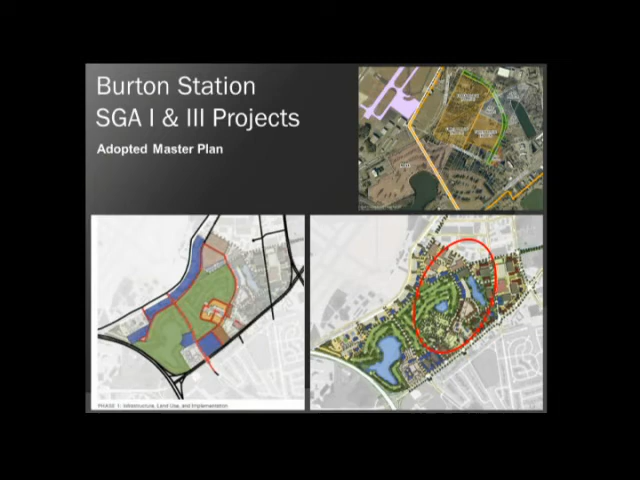 Burton Station
SGA I & III Projects
Adopted Master Plan
PHASE 1: Infrastructure, Land Use, and Implementation